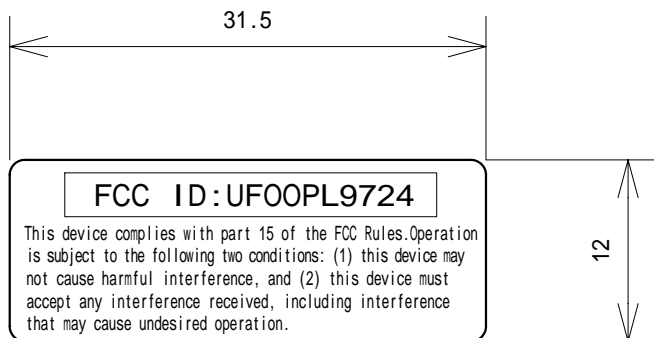 31.5
FCC ID:UFOOPL9724
This device complies with part 15 of the FCC Rules.Operation
is subject to the following two conditions: (1) this device may
not cause harmful interference, and (2) this device must
accept any interference received, including interference
that may cause undesired operation.
12